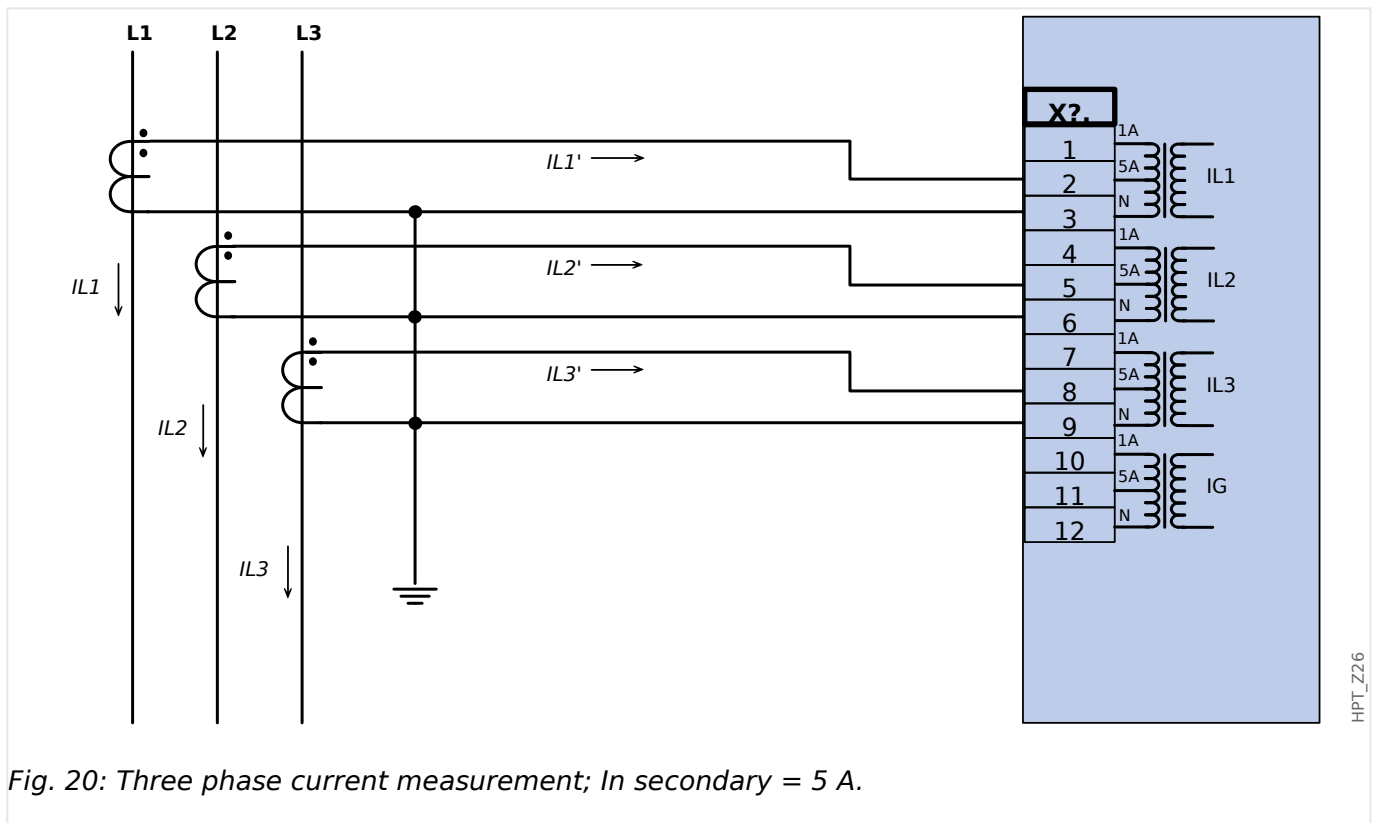 L1 L2 L3
X?.
1A
1
IL1'
5A
IL1
2
N
3
1A
4
IL2'
5A
IL2
IL1
5
N
6
1A
7
IL3'
5A
IL3
8
N
IL2
9
1A
10
5A
IG
11
N
12
IL3
HPT_Z26
Fig. 20: Three phase current measurement; In secondary = 5 A.